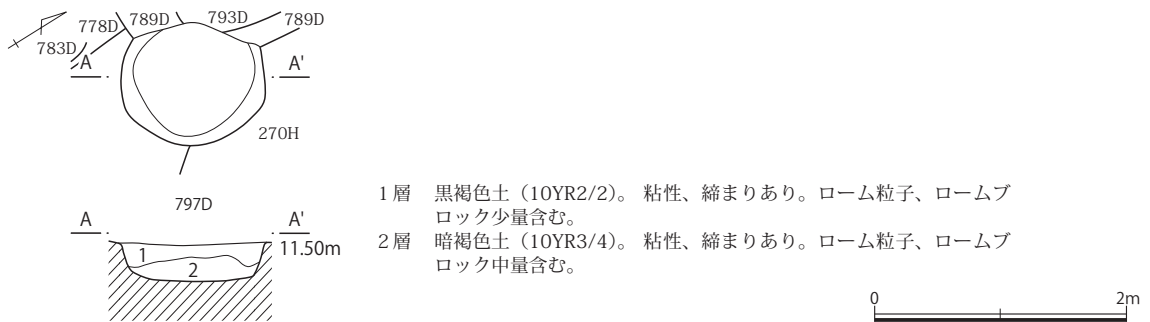 789D 793D 789D
778D
783D
A A'
270H
797D
A A'
11.50m
1
2
1層 黒褐色土（10YR2/2）。 粘性、締まりあり。ローム粒子、ロームブ
ロック少量含む。
2層 暗褐色土（10YR3/4）。 粘性、締まりあり。ローム粒子、ロームブ
ロック中量含む。
0 2m